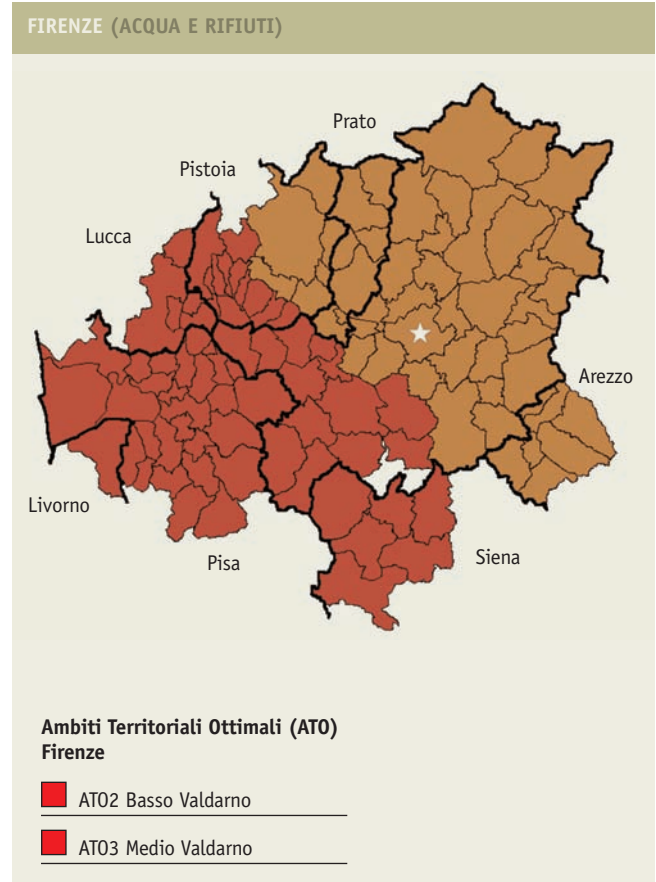 FIRENZE (ACQUA E RIFIUTI)
Prato
Pistoia
Lucca
Arezzo
Livorno
Pisa
Siena
Ambiti Territoriali Ottimali (ATO)
Firenze
ATO2 Basso Valdarno
ATO3 Medio Valdarno